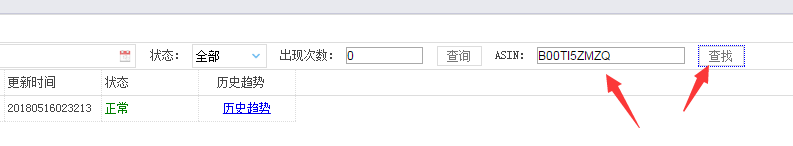 状态: 全部 出现次数: 0 查询 ASIN: B00TI5ZMZQ 查找
更新时间 状态 历史趋势
20180516023213 正常 历史趋势